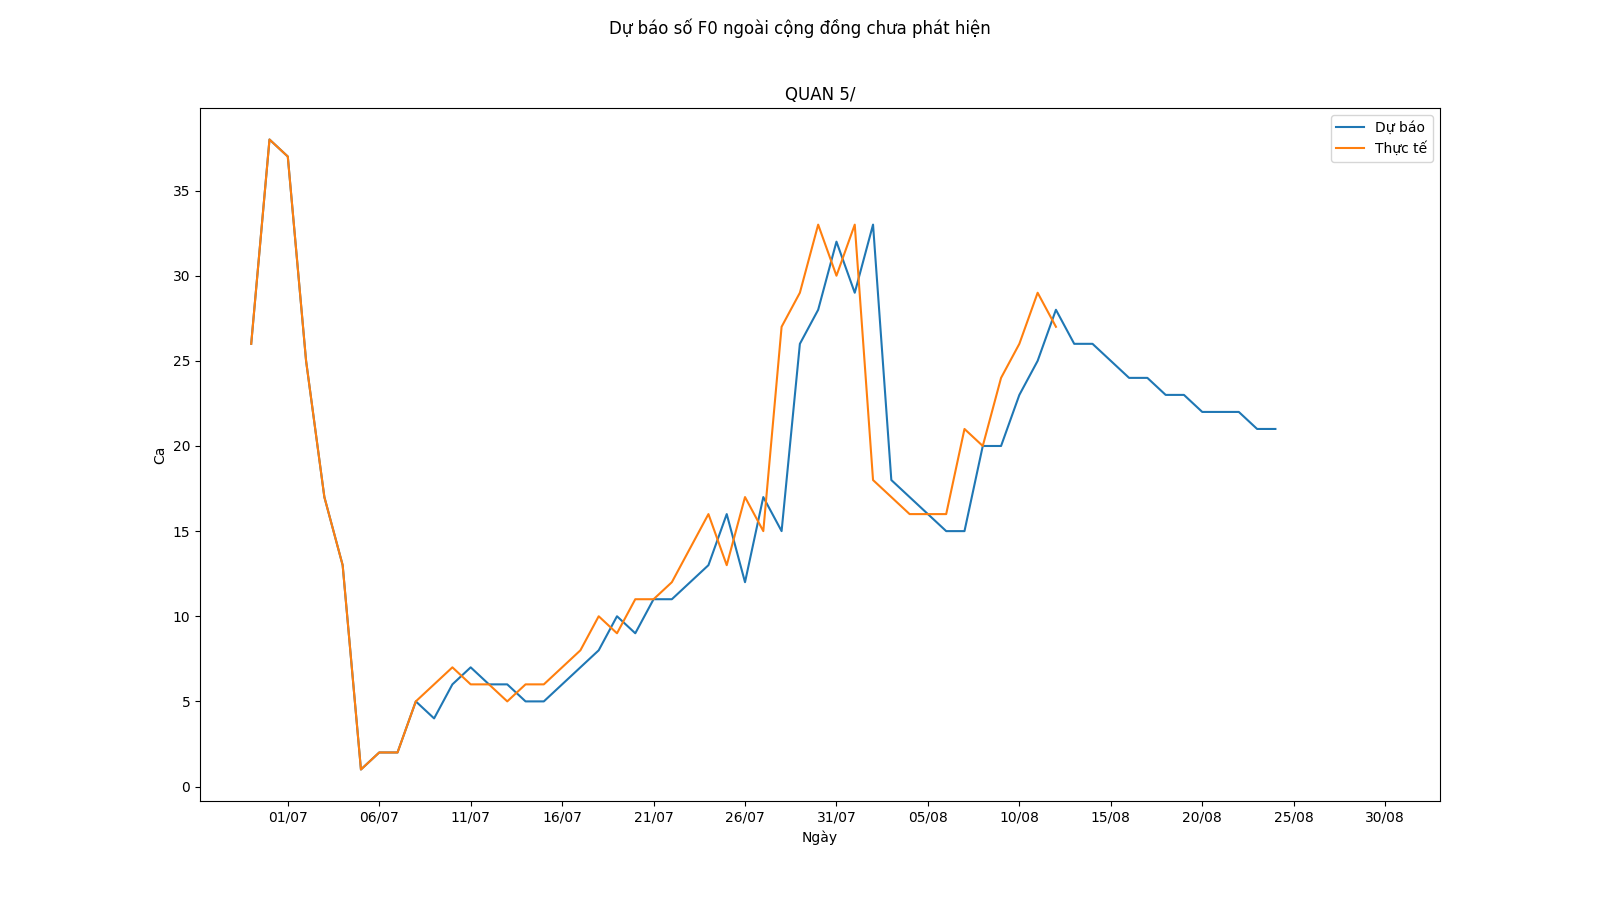 Dự báo số F0 ngoài cộng đồng chưa phát hiện
QUAN 5/
Dự báo
Thực tế
35
30
25
20
15
10
5
0
Ca
01/07 06/07 11/07 16/07 21/07 26/07 31/07 05/08 10/08 15/08 20/08 25/08 30/08
Ngày